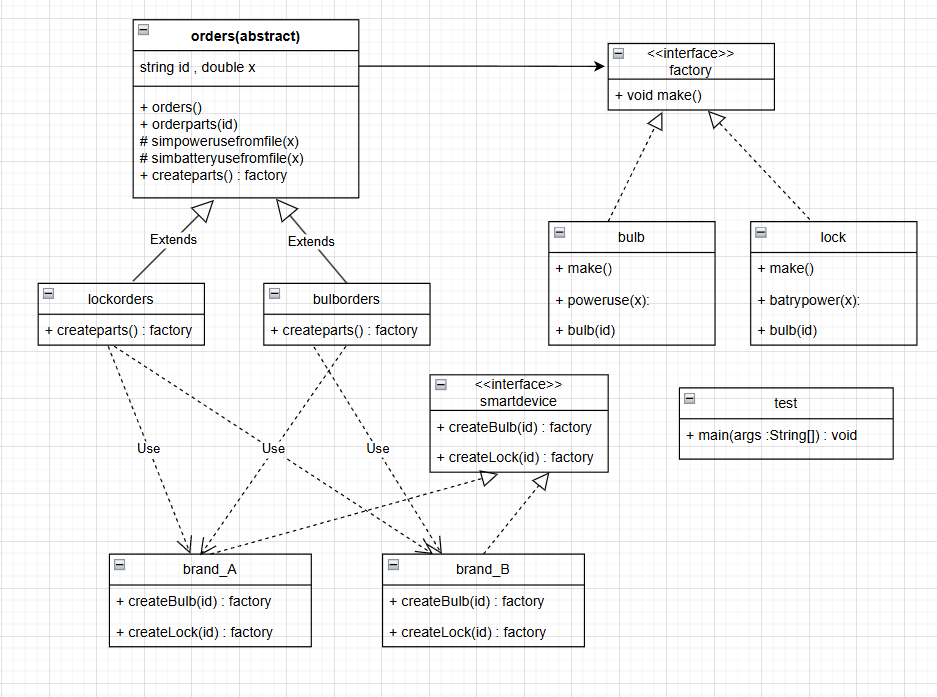 orders(abstract)
string id , double x
+ orders()
+ orderparts(id)
# simpowerusefromfile(x)
# simbatteryusefromfile(x)
+ createparts() : factory
<<interface>>
factory
+ void make()
Extends
Extends
lockorders
+ createparts() : factory
bulborders
+ createparts() : factory
bulb
+ make()
+ poweruse(x):
+ bulb(id)
lock
+ make()
+ batrypower(x):
+ bulb(id)
<<interface>>
smartdevice
+ createBulb(id) : factory
+ createLock(id) : factory
test
+ main(args :String[]) : void
Use
Use
Use
brand_A
+ createBulb(id) : factory
+ createLock(id) : factory
brand_B
+ createBulb(id) : factory
+ createLock(id) : factory